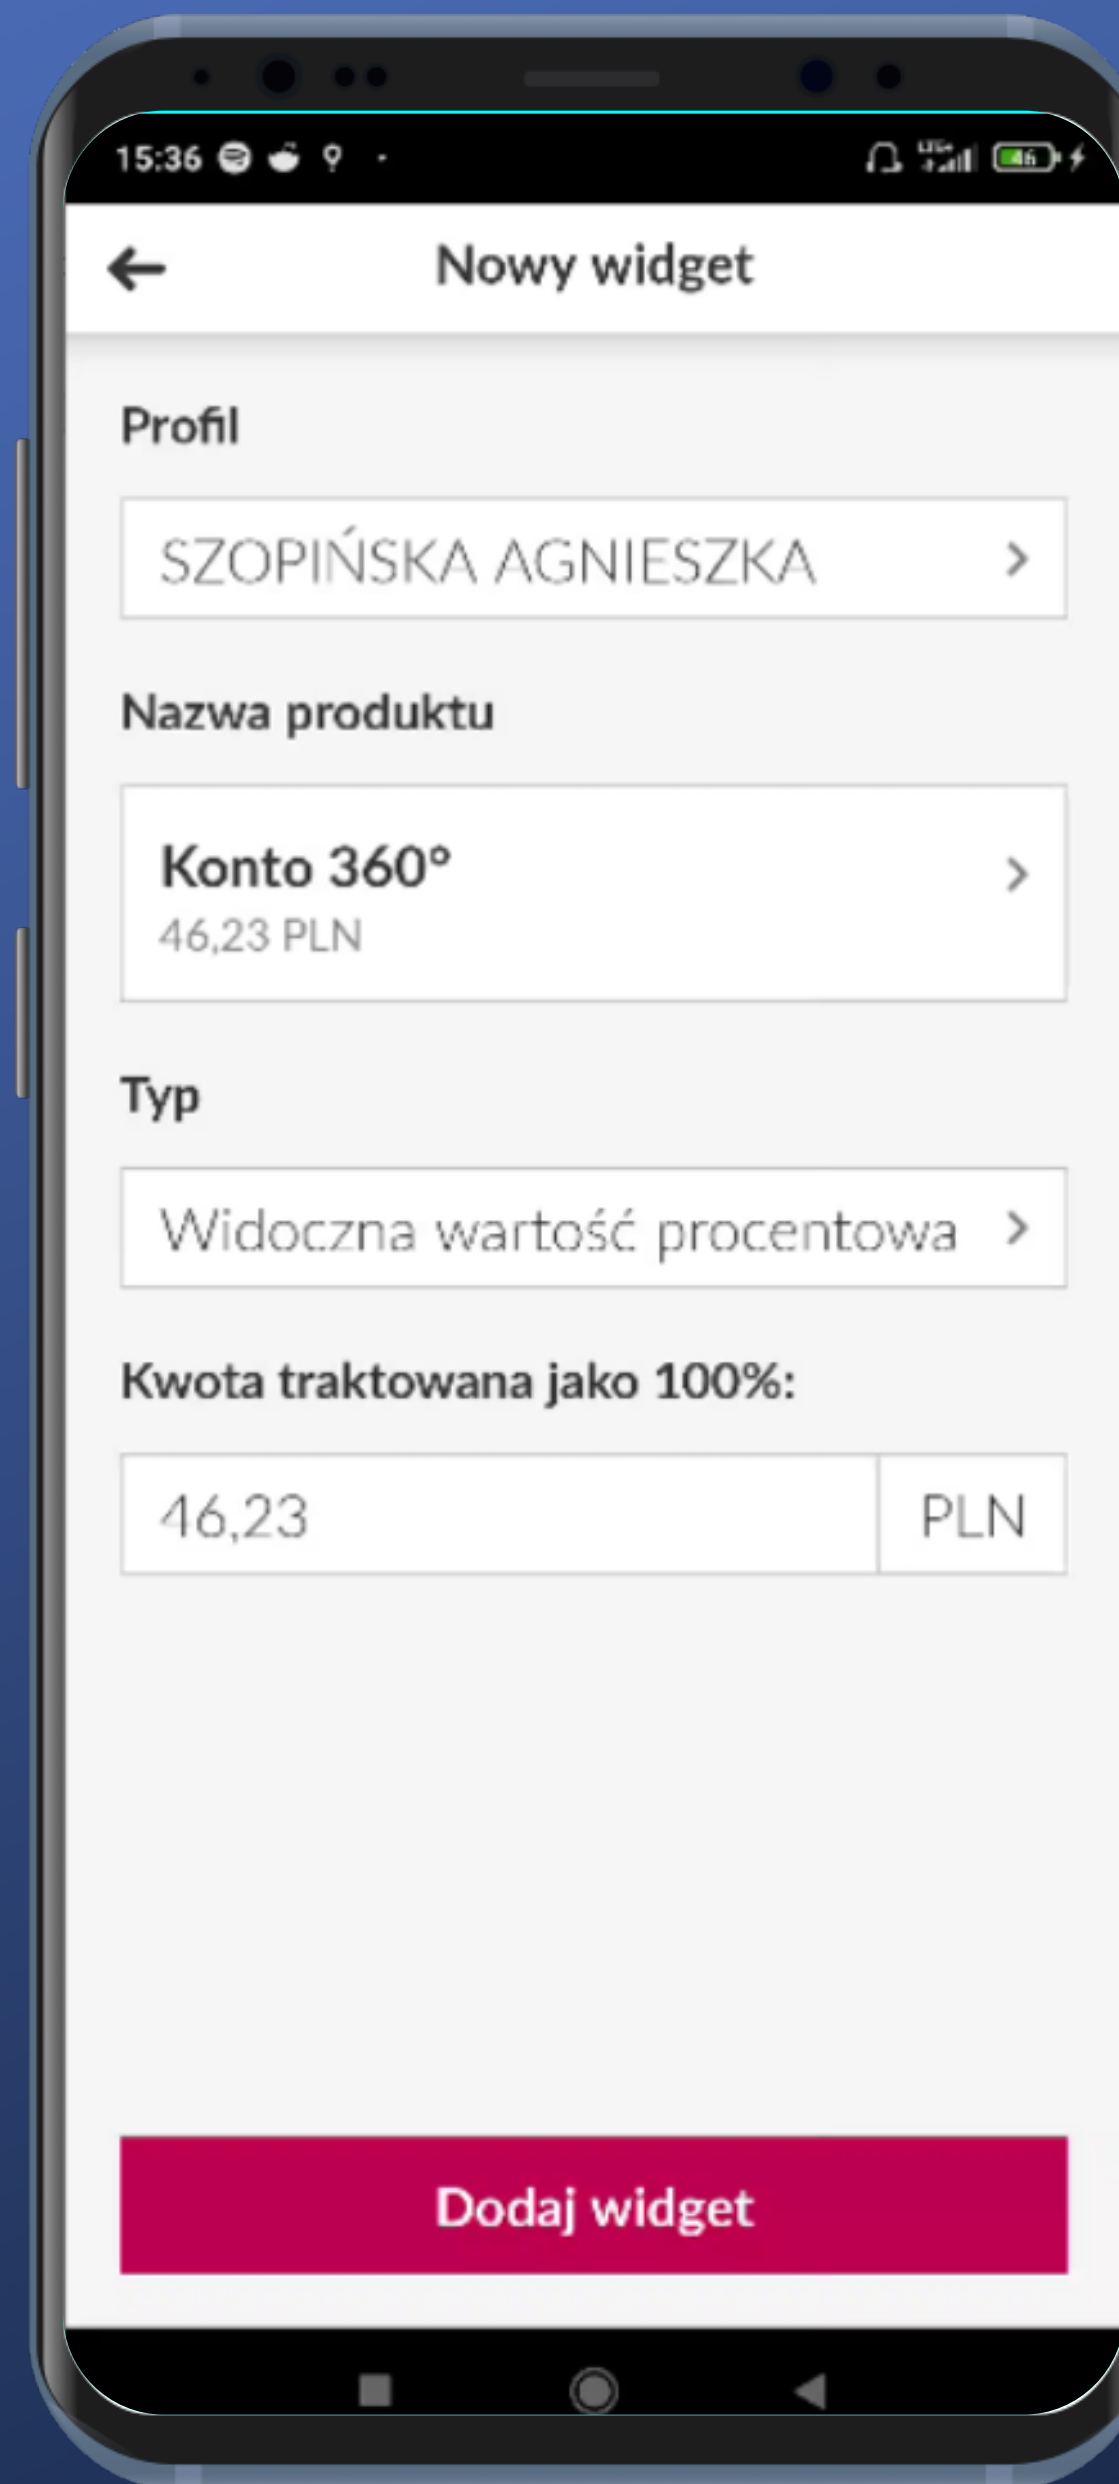 15:36
46
Nowy widget
Profil
SZOPIŃSKA AGNIESZKA
Nazwa produktu
Konto 360°
46,23 PLN
Typ
Widoczna wartość procentowa
Kwota traktowana jako 100%:
46,23 PLN
Dodaj widget